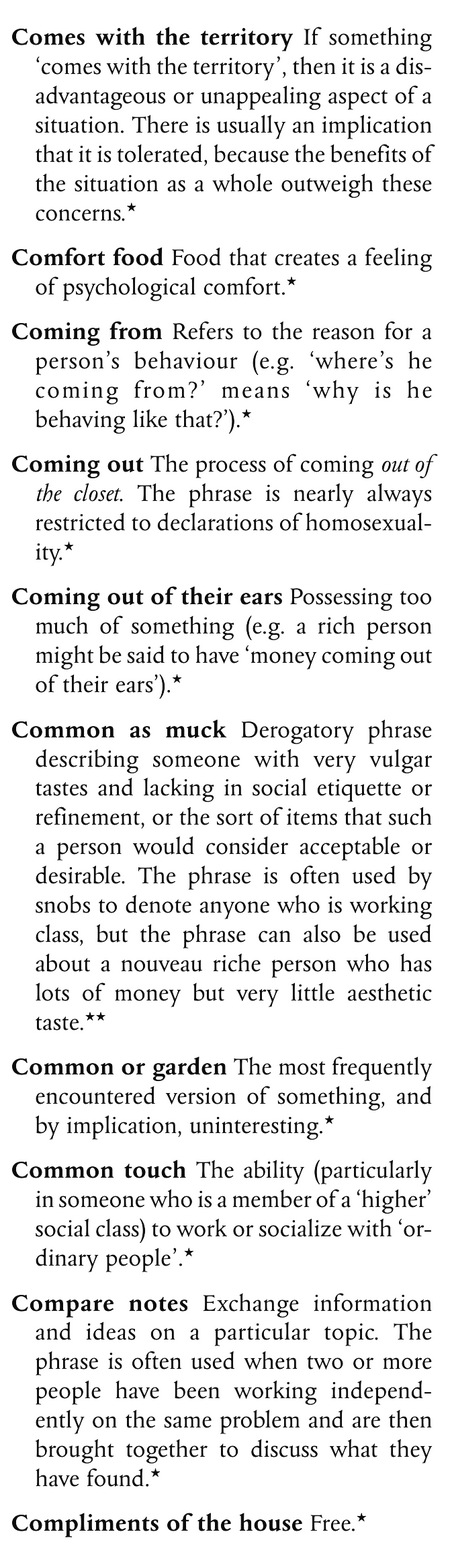 Comes with the territory If something
‘comes with the territory’, then it is a dis-
advantageous or unappealing aspect of a
situation. There is usually an implication
that it is tolerated, because the benefits of
the situation as a whole outweigh these
concerns.★
Comfort food Food that creates a feeling
of psychological comfort.★
Coming from Refers to the reason for a
person’s behaviour (e.g. ‘where’s he
coming from?’ means ‘why is he
behaving like that?’).★
Coming out The process of coming out of
the closet. The phrase is nearly always
restricted to declarations of homosexual-
ity.★
Coming out of their ears Possessing too
much of something (e.g. a rich person
might be said to have ‘money coming out
of their ears’).★
Common as muck Derogatory phrase
describing someone with very vulgar
tastes and lacking in social etiquette or
refinement, or the sort of items that such
a person would consider acceptable or
desirable. The phrase is often used by
snobs to denote anyone who is working
class, but the phrase can also be used
about a nouveau riche person who has
lots of money but very little aesthetic
taste.★★
Common or garden The most frequently
encountered version of something, and
by implication, uninteresting.★
Common touch The ability (particularly
in someone who is a member of a ‘higher’
social class) to work or socialize with ‘or-
dinary people’.★
Compare notes Exchange information
and ideas on a particular topic. The
phrase is often used when two or more
people have been working independ-
ently on the same problem and are then
brought together to discuss what they
have found.★
Compliments of the house Free.★